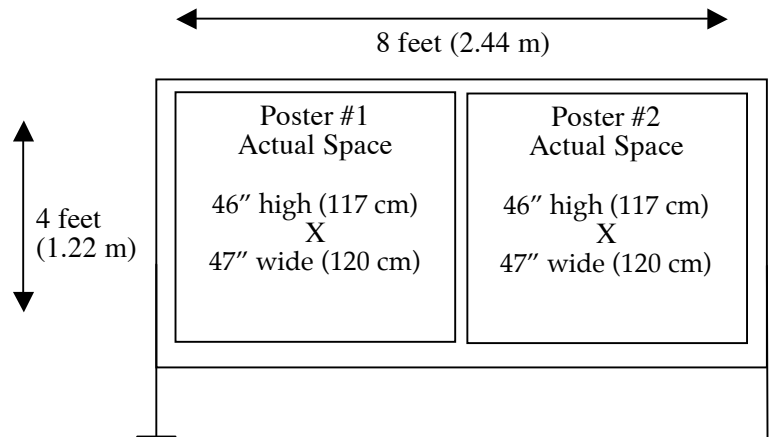 8 feet (2.44 m)
4 feet
(1.22 m)
Poster #1
Actual Space
46″ high (117 cm)
X
47″ wide (120 cm)
Poster #2
Actual Space
46″ high (117 cm)
X
47″ wide (120 cm)